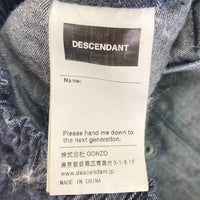 DESCENDANT
Name:
Please hand me down to
the next generation.
株式会社 GONZO
東京都目黒区青葉台3-1-6 1F
www.descendant.jp
MADE IN CHINA